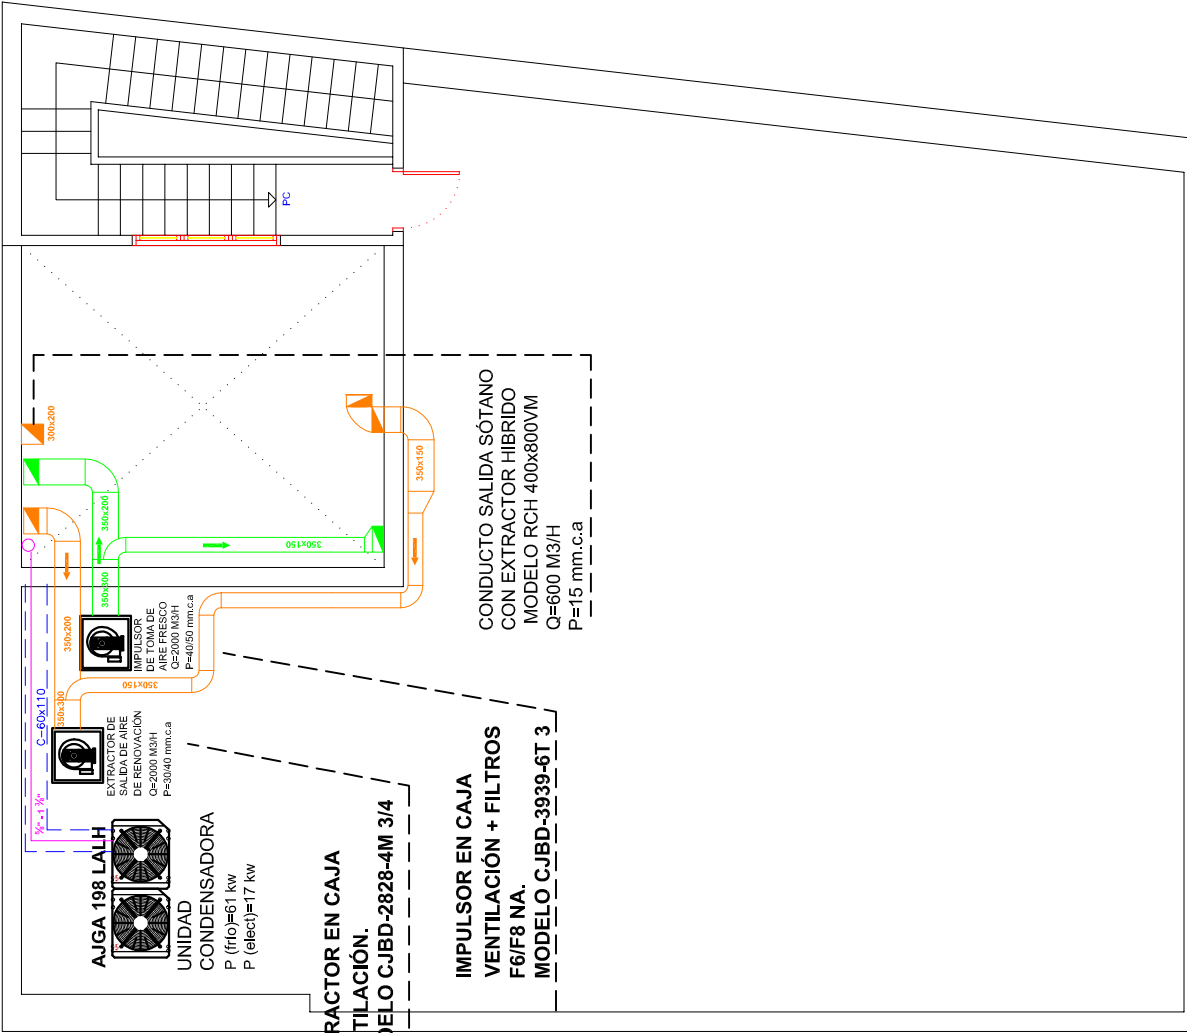 PC
300x200
350x200
350x150
350x150
350x300
350x200
350x150
350x300
C-60x110
IMPULSOR
DE TOMA DE
AIRE FRESCO
Q=2000 M3/H
P=40/50 mm.c.a
EXTRACTOR DE
SALIDA DE AIRE
DE RENOVACIÓN
Q=2000 M3/H
P=30/40 mm.c.a
CONDUCTO SALIDA SÓTANO
CON EXTRACTOR HIBRIDO
MODELO RCH 400x800VM
Q=600 M3/H
P=15 mm.c.a
AJGA 198 LALH
UNIDAD
CONDENSADORA
P (frío)=61 kw
P (elect)=17 kw
RACTOR EN CAJA
TILACIÓN.
DELO CJBD-2828-4M 3/4
IMPULSOR EN CAJA
VENTILACIÓN + FILTROS
F6/F8 NA.
MODELO CJBD-3939-6T 3